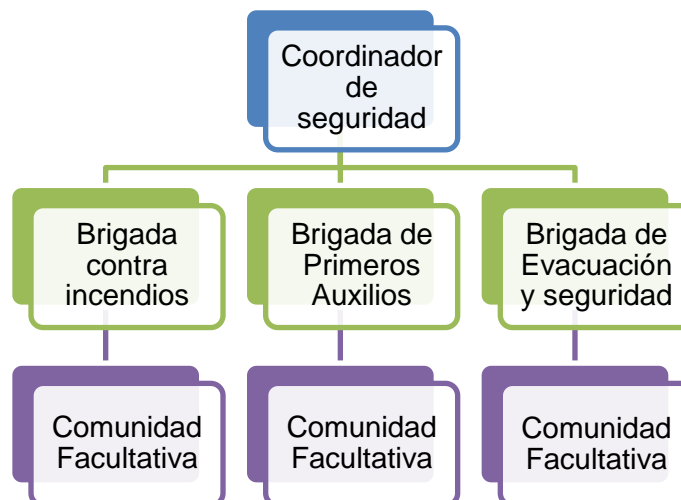 Coordinador
de
seguridad
Brigada
contra
incendios
Brigada de
Primeros
Auxilios
Brigada de
Evacuación
y seguridad
Comunidad
Facultativa
Comunidad
Facultativa
Comunidad
Facultativa